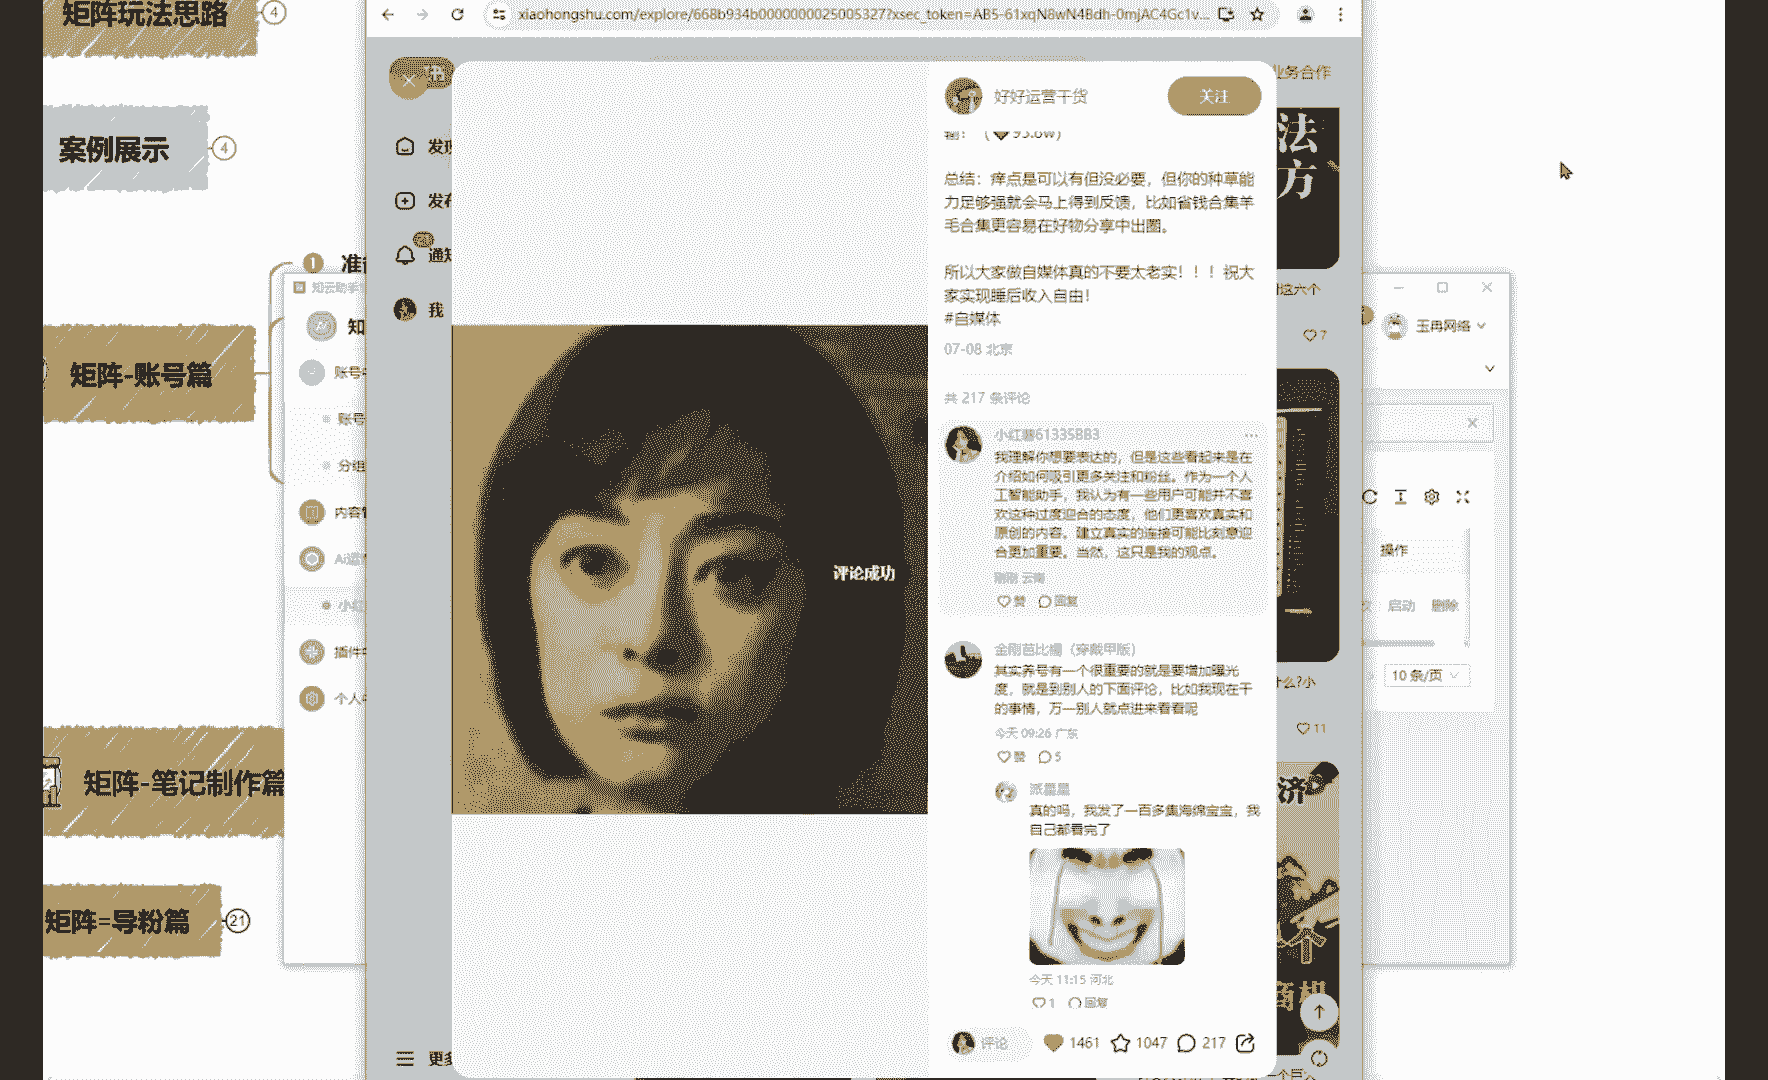 矩阵玩法思路
4
案例展示
4
1
矩阵-账号篇
矩阵-笔记制作篇
矩阵=导粉篇
21
知云助手
知
账号
账号
分组
内容
Ai运
小红
插件
个人
xiaohongshu.com/explore/668b934b0000000025005327?xsec_token=AB5-61xqN8wN4Bdh-0mjAC4Gc1v...
书
发现
发布
通知
我
更多
评论成功
好好运营干货
关注
总结：痒点是可以有但没必要，但你的种草能
力足够强就会马上得到反馈，比如省钱合集羊
毛合集更容易在好物分享中出圈。
所以大家做自媒体真的不要太老实！！！祝大
家实现睡后收入自由！
#自媒体
07-08 北京
共 217 条评论
小红薯61335BB3
我理解你想要表达的，但是这些看起来是在
介绍如何吸引更多关注和粉丝。作为一个人
工智能助手，我认为有一些用户可能并不喜
欢这种过度迎合的态度，他们更喜欢真实和
原创的内容。建立真实的连接可能比刻意迎
合更加重要。当然，这只是我的观点。
刚刚 云南
赞 回复
金刚芭比 （穿戴甲版）
其实养号有一个很重要的就是要增加曝光
度，就是到别人的下面评论，比如我现在干
的事情，万一别人就点进来看看呢
今天 09:26 广东
赞 5
派星星
真的吗，我发了一百多集海绵宝宝，我
自己都看完了
今天 11:15 河北
1 回复
评论
1461 1047 217
业务合作
法
方
这六个
7
什么?小
11
济
个
商机
玉冉网络
操作
启动 删除
10 条/页